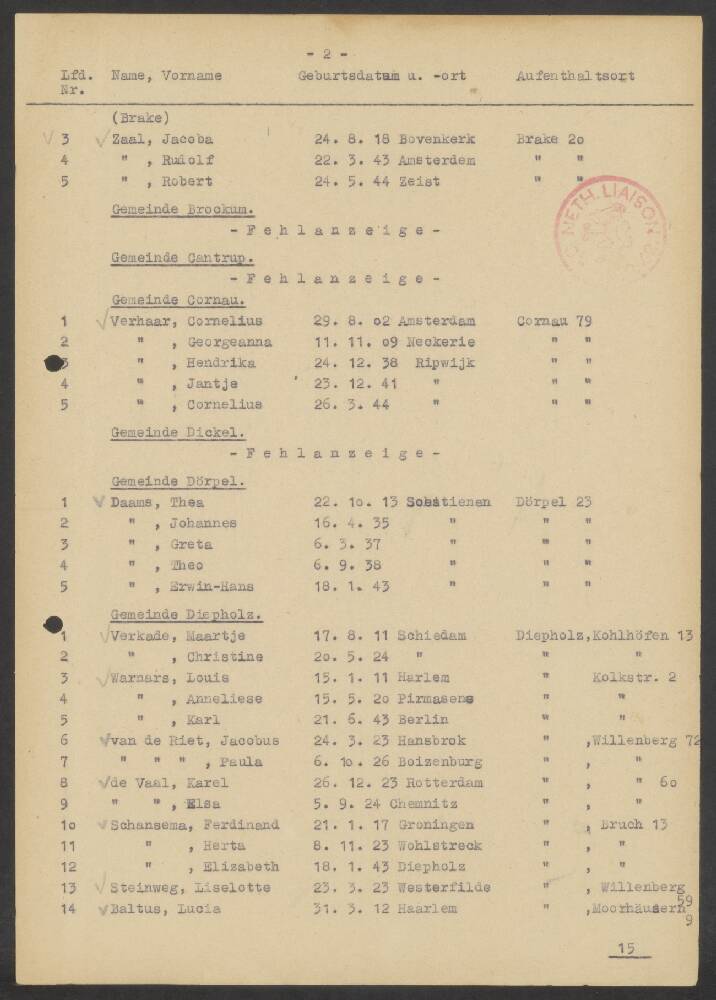 - 2 -
Lfd. Name, Vorname Geburtsdatum u. -ort Aufenthaltsort
Nr.
(Brake)
3 Zaal, Jacoba 24. 8. 18 Bovenkerk Brake 2o
4 " , Rudolf 22. 3. 43 Amsterdam " "
5 " , Robert 24. 5. 44 Zeist " "
NETH. LIAISON
Gemeinde Brockum.
- F e h l a n z e i g e -
Gemeinde Cantrup.
- F e h l a n z e i g e -
Gemeinde Cornau.
1 Verhaar, Cornelius 29. 8. o2 Amsterdam Cornau 79
2 " , Georgeanna 11. 11. o9 Neckerie " "
3 " , Hendrika 24. 12. 38 Ripwijk " "
4 " , Jantje 23. 12. 41 " " "
5 " , Cornelius 26. 3. 44 " " "
Gemeinde Dickel.
- F e h l a n z e i g e -
Gemeinde Dörpel.
1 Daams, Thea 22. 1o. 13 Dörpel 23
2 " , Johannes 16. 4. 35 " " "
3 " , Greta 6. 3. 37 " " "
4 " , Theo 6. 9. 38 " " "
5 " , Erwin-Hans 18. 1. 43 " " "
Gemeinde Diepholz.
1 Verkade, Maartje 17. 8. 11 Schiedam Diepholz,Kohlhöfen 13
2 " , Christine 2o. 5. 24 " " "
3 Warnars, Louis 15. 1. 11 Harlem " Kolkstr. 2
4 " , Anneliese 15. 5. 2o Pirmasens " "
5 " , Karl 21. 6. 43 Berlin " "
6 van de Riet, Jacobus 24. 3. 23 Hansbrok " ,Willenberg 72
7 " " " , Paula 6. 1o. 26 Boizenburg " , "
8 de Vaal, Karel 26. 12. 23 Rotterdam " , " 6o
9 " " , Elsa 5. 9. 24 Chemnitz " , "
1o Schansema, Ferdinand 21. 1. 17 Groningen " , Bruch 13
11 " , Herta 8. 11. 23 Wohlstreck " , "
12 " , Elizabeth 18. 1. 43 Diepholz " , "
13 Steinweg, Liselotte 23. 3. 23 Westerfilde " , Willenberg
59
14 Baltus, Lucia 31. 3. 12 Haarlem " ,Moorhäusern
9
15